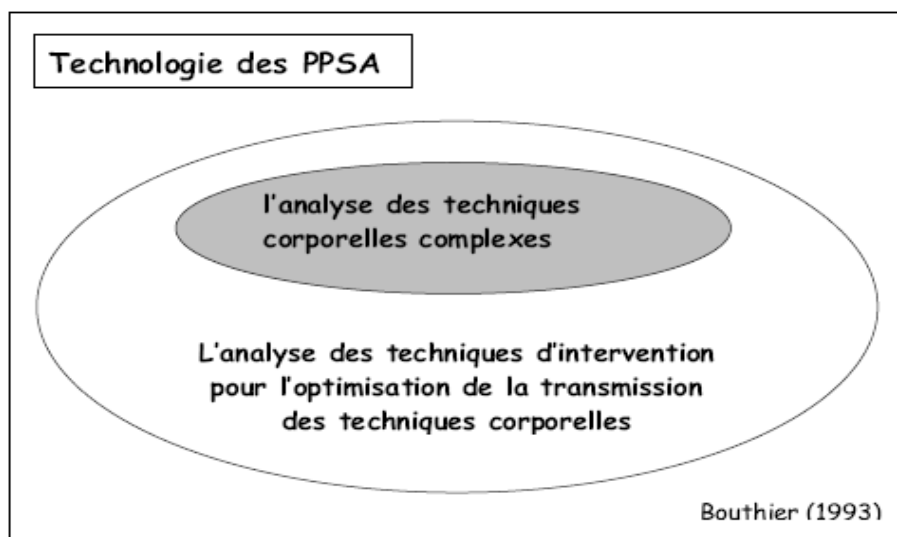 Technologie des PPSA
l'analyse des techniques
corporelles complexes
L'analyse des techniques d'intervention
pour l'optimisation de la transmission
des techniques corporelles
Bouthier (1993)